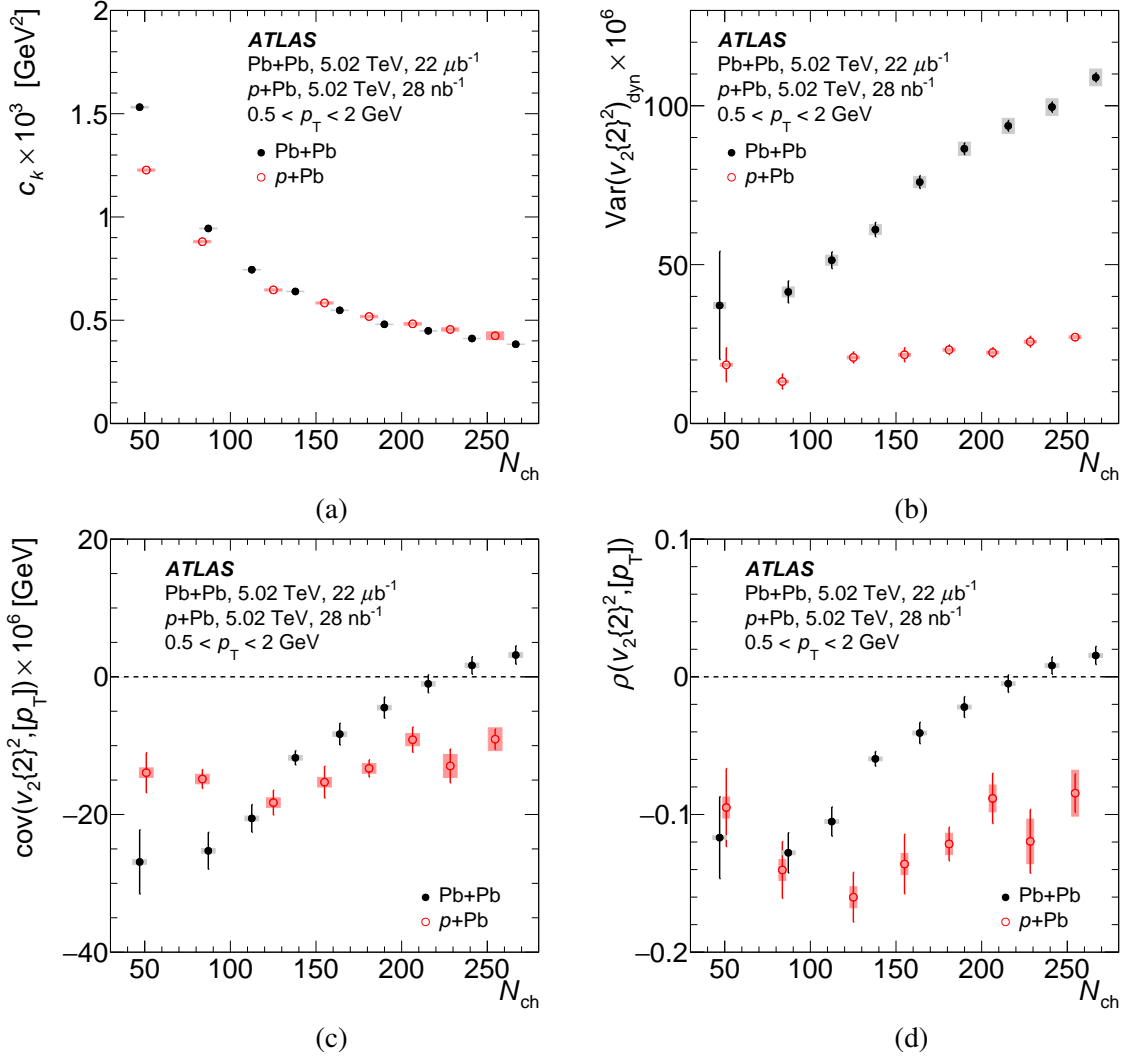 c_k × 10³ [GeV²]
2
1.5
1
0.5
0
ATLAS
Pb+Pb, 5.02 TeV, 22 μb⁻¹
p+Pb, 5.02 TeV, 28 nb⁻¹
0.5 < p_T < 2 GeV
Pb+Pb
p+Pb
50 100 150 200 250
N_ch
(a)
Var(v₂{2}²)_dyn × 10⁶
100
50
0
ATLAS
Pb+Pb, 5.02 TeV, 22 μb⁻¹
p+Pb, 5.02 TeV, 28 nb⁻¹
0.5 < p_T < 2 GeV
Pb+Pb
p+Pb
50 100 150 200 250
N_ch
(b)
cov(v₂{2}²,[p_T]) × 10⁶ [GeV]
20
0
−20
−40
ATLAS
Pb+Pb, 5.02 TeV, 22 μb⁻¹
p+Pb, 5.02 TeV, 28 nb⁻¹
0.5 < p_T < 2 GeV
Pb+Pb
p+Pb
50 100 150 200 250
N_ch
(c)
ρ(v₂{2}²,[p_T])
0.1
0
−0.1
−0.2
ATLAS
Pb+Pb, 5.02 TeV, 22 μb⁻¹
p+Pb, 5.02 TeV, 28 nb⁻¹
0.5 < p_T < 2 GeV
Pb+Pb
p+Pb
50 100 150 200 250
N_ch
(d)